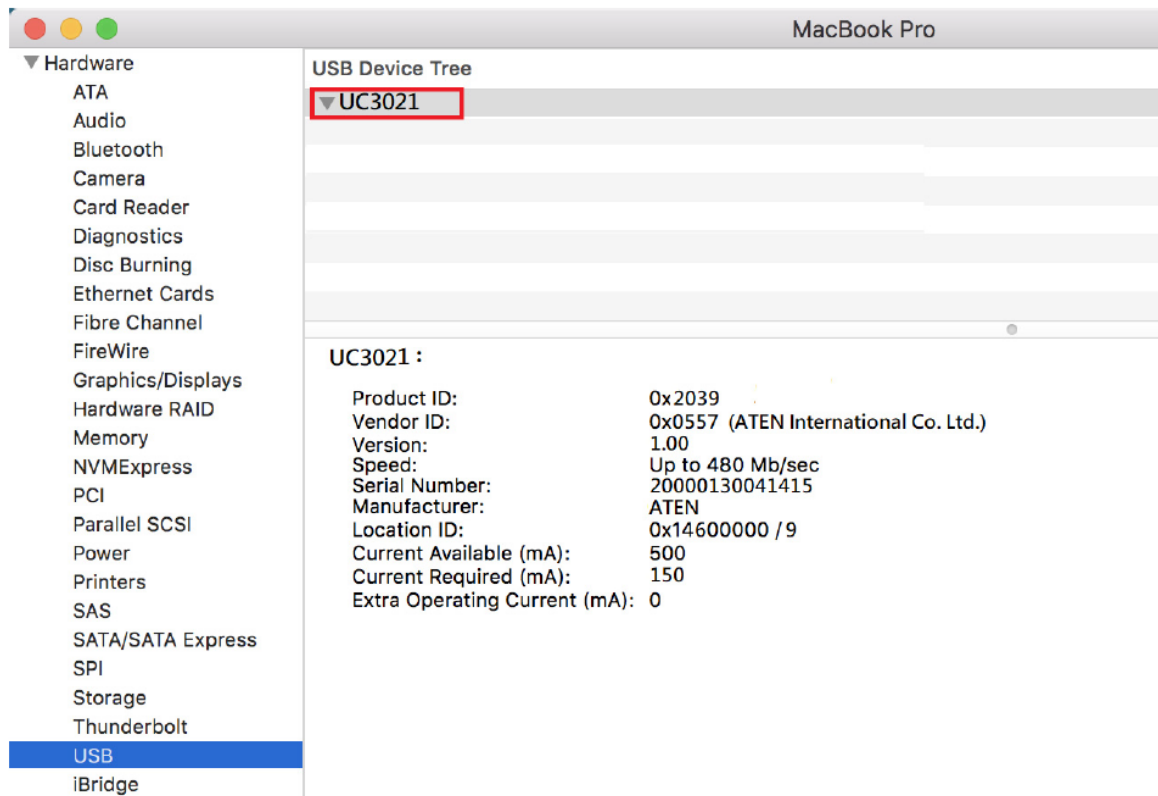 MacBook Pro
Hardware
ATA
Audio
Bluetooth
Camera
Card Reader
Diagnostics
Disc Burning
Ethernet Cards
Fibre Channel
FireWire
Graphics/Displays
Hardware RAID
Memory
NVMExpress
PCI
Parallel SCSI
Power
Printers
SAS
SATA/SATA Express
SPI
Storage
Thunderbolt
USB
iBridge
USB Device Tree
UC3021
UC3021 :
Product ID: 0x2039
Vendor ID: 0x0557 (ATEN International Co. Ltd.)
Version: 1.00
Speed: Up to 480 Mb/sec
Serial Number: 20000130041415
Manufacturer: ATEN
Location ID: 0x14600000 / 9
Current Available (mA): 500
Current Required (mA): 150
Extra Operating Current (mA): 0